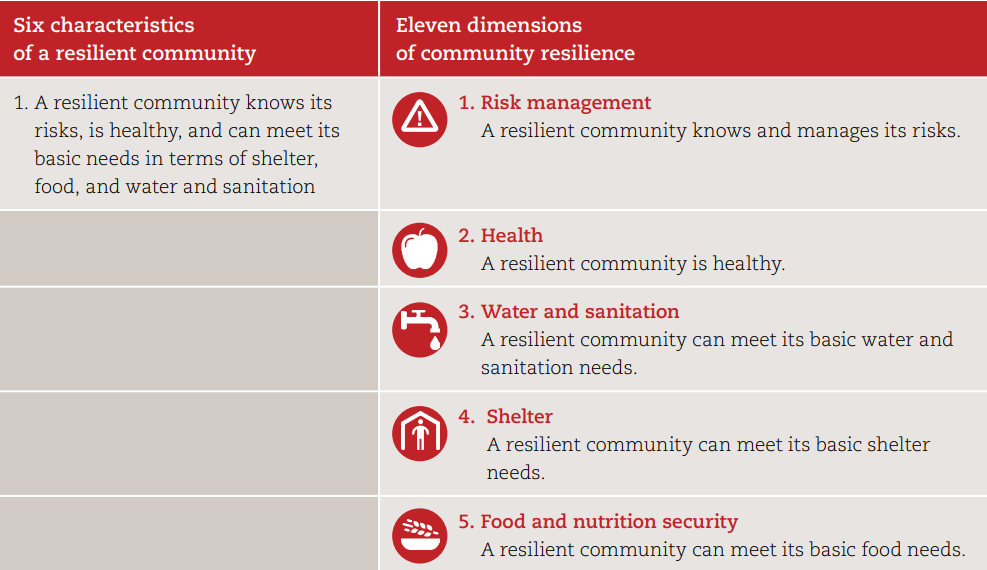 Six characteristics
of a resilient community
Eleven dimensions
of community resilience
1. A resilient community knows its
risks, is healthy, and can meet its
basic needs in terms of shelter,
food, and water and sanitation
1. Risk management
A resilient community knows and manages its risks.
2. Health
A resilient community is healthy.
3. Water and sanitation
A resilient community can meet its basic water and
sanitation needs.
4. Shelter
A resilient community can meet its basic shelter
needs.
5. Food and nutrition security
A resilient community can meet its basic food needs.